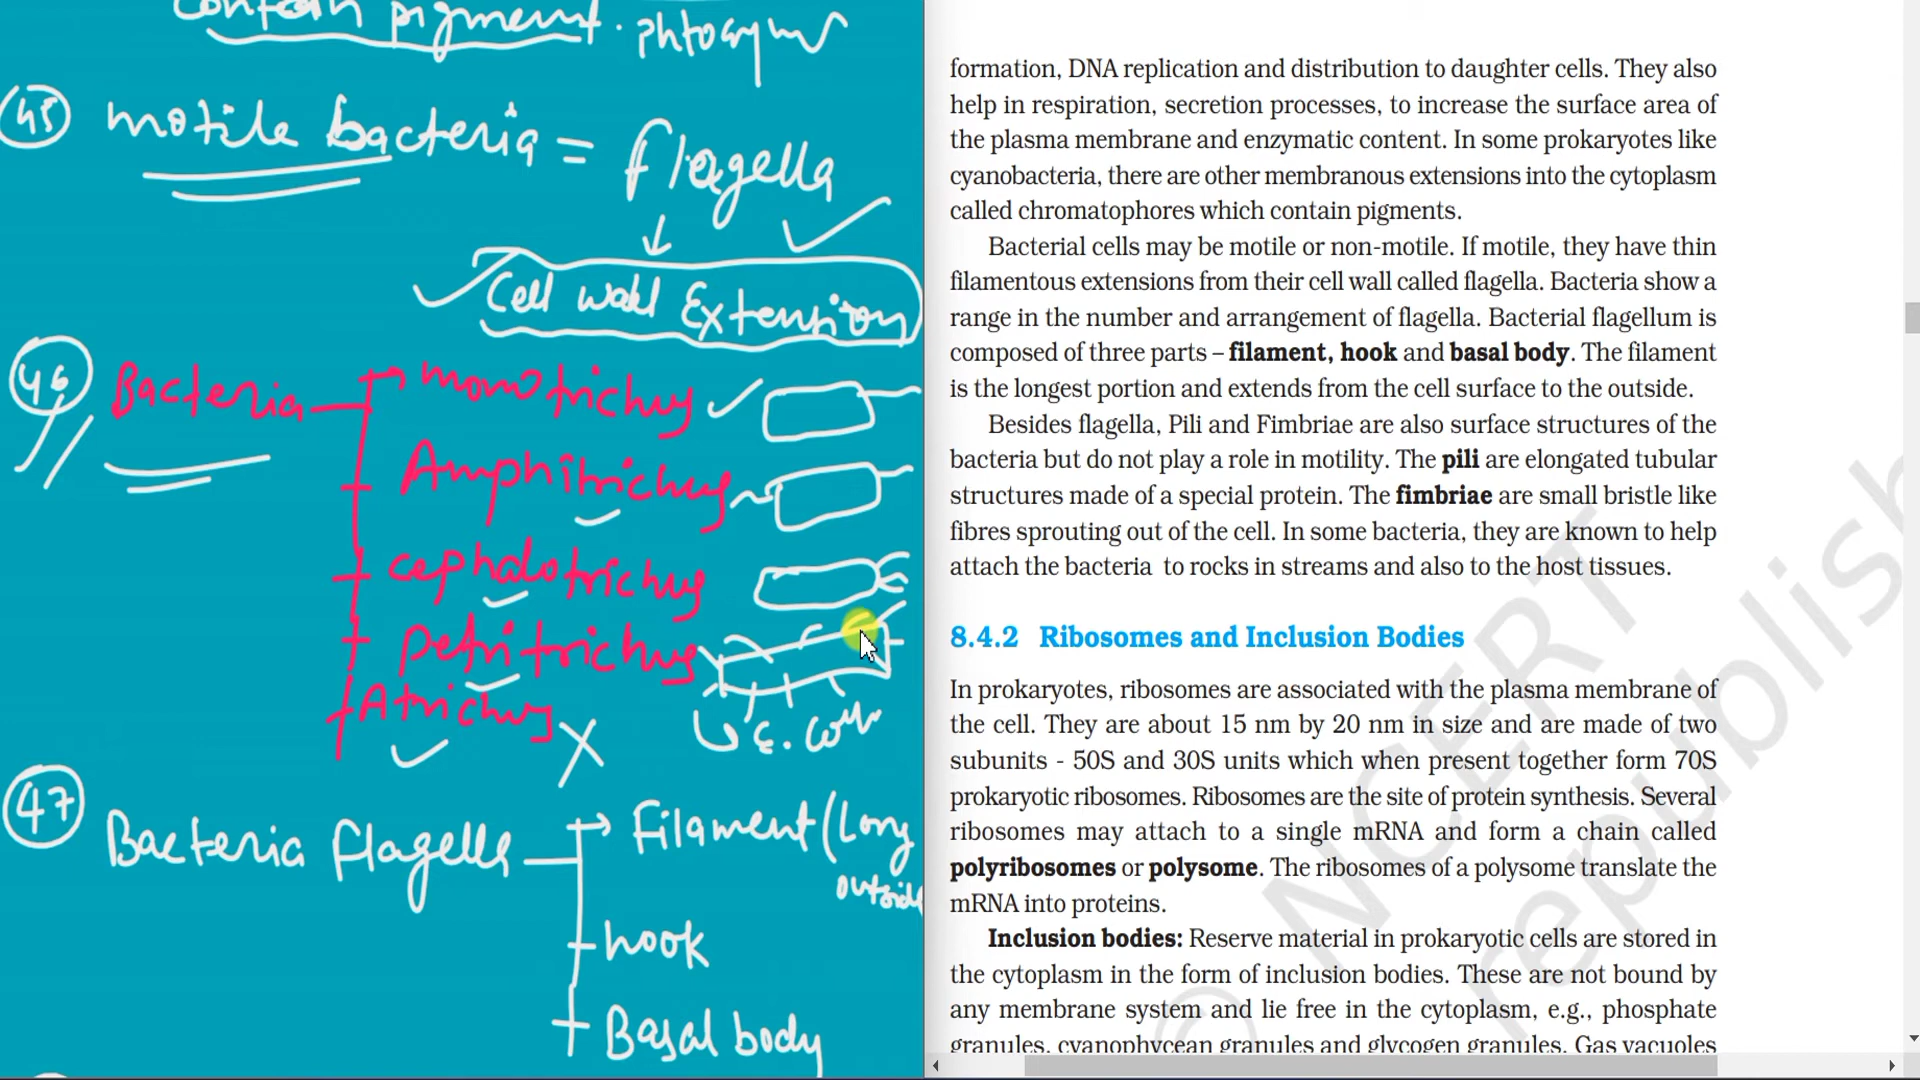 contain pigment.
45 motile bacteria = flagella
Cell wall Extension
46 Bacteria
monotrichus
Amphitrichus
cephalotrichus
petritrichus
Atrichus
E. coli
47 Bacteria flagella
Filament (Long
outside
hook
Basal body
formation, DNA replication and distribution to daughter cells. They also
help in respiration, secretion processes, to increase the surface area of
the plasma membrane and enzymatic content. In some prokaryotes like
cyanobacteria, there are other membranous extensions into the cytoplasm
called chromatophores which contain pigments.
Bacterial cells may be motile or non-motile. If motile, they have thin
filamentous extensions from their cell wall called flagella. Bacteria show a
range in the number and arrangement of flagella. Bacterial flagellum is
composed of three parts – filament, hook and basal body. The filament
is the longest portion and extends from the cell surface to the outside.
Besides flagella, Pili and Fimbriae are also surface structures of the
bacteria but do not play a role in motility. The pili are elongated tubular
structures made of a special protein. The fimbriae are small bristle like
fibres sprouting out of the cell. In some bacteria, they are known to help
attach the bacteria to rocks in streams and also to the host tissues.
8.4.2 Ribosomes and Inclusion Bodies
In prokaryotes, ribosomes are associated with the plasma membrane of
the cell. They are about 15 nm by 20 nm in size and are made of two
subunits - 50S and 30S units which when present together form 70S
prokaryotic ribosomes. Ribosomes are the site of protein synthesis. Several
ribosomes may attach to a single mRNA and form a chain called
polyribosomes or polysome. The ribosomes of a polysome translate the
mRNA into proteins.
Inclusion bodies: Reserve material in prokaryotic cells are stored in
the cytoplasm in the form of inclusion bodies. These are not bound by
any membrane system and lie free in the cytoplasm, e.g., phosphate
granules, cyanophycean granules and glycogen granules. Gas vacuoles
© NCERT
republish